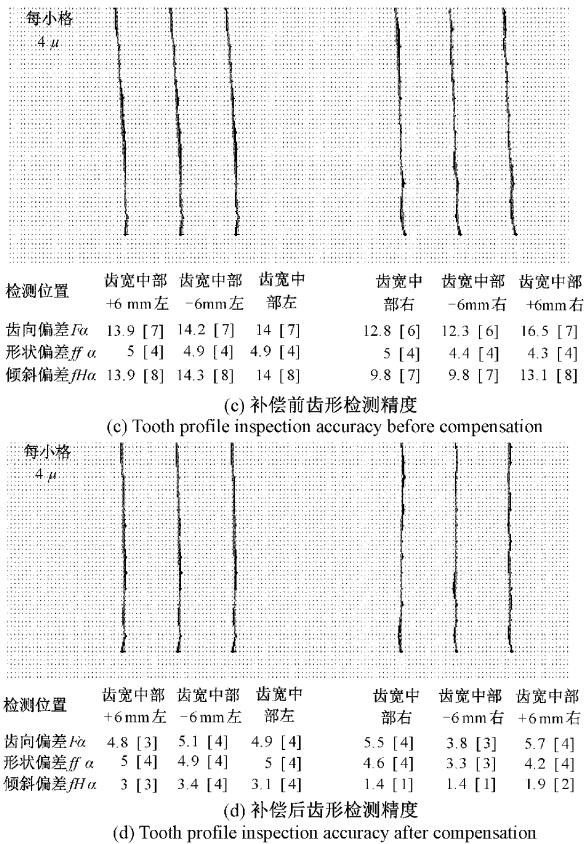 每小格
4 μ
检测位置 齿宽中部 齿宽中部 齿宽中 齿宽中 齿宽中部 齿宽中部
+6 mm左 −6mm左 部左 部右 −6mm右 +6mm右
齿向偏差Fα 13.9 [7] 14.2 [7] 14 [7] 12.8 [6] 12.3 [6] 16.5 [7]
形状偏差ff α 5 [4] 4.9 [4] 4.9 [4] 5 [4] 4.4 [4] 4.3 [4]
倾斜偏差fHα 13.9 [8] 14.3 [8] 14 [8] 9.8 [7] 9.8 [7] 13.1 [8]
(c) 补偿前齿形检测精度
(c) Tooth profile inspection accuracy before compensation
每小格
4 μ
检测位置 齿宽中部 齿宽中部 齿宽中 齿宽中 齿宽中部 齿宽中部
+6mm左 −6mm左 部左 部右 −6mm右 +6mm右
齿向偏差Fα 4.8 [3] 5.1 [4] 4.9 [4] 5.5 [4] 3.8 [3] 5.7 [4]
形状偏差ff α 5 [4] 4.9 [4] 5 [4] 4.6 [4] 3.3 [3] 4.2 [4]
倾斜偏差fHα 3 [3] 3.4 [4] 3.1 [4] 1.4 [1] 1.4 [1] 1.9 [2]
(d) 补偿后齿形检测精度
(d) Tooth profile inspection accuracy after compensation